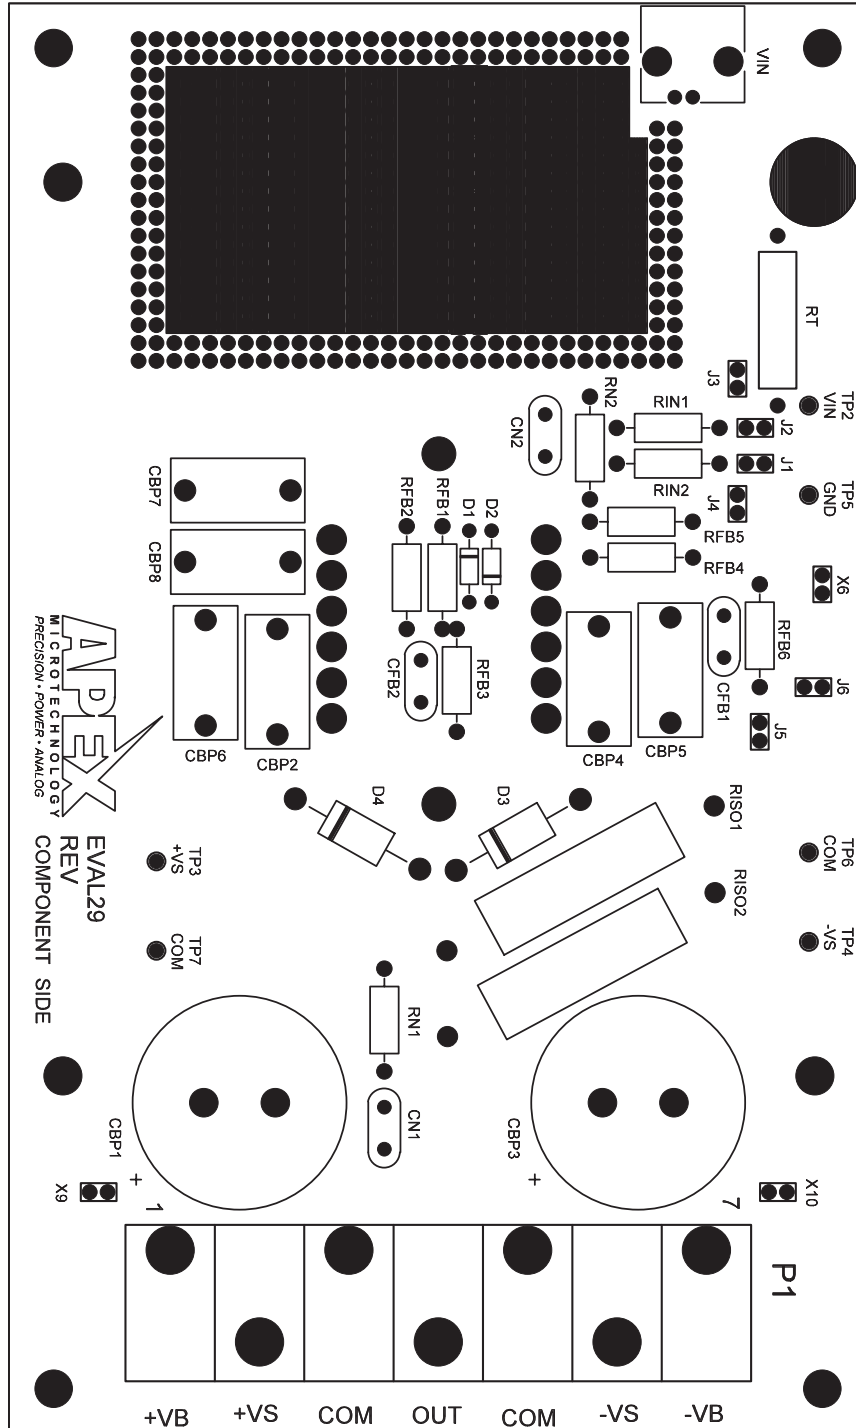 VIN
RT
J3
TP2
VIN
RN2
RIN1
J2
CN2
RIN2
J1
TP5
GND
J4
CBP7
RFB2
RFB1
D1
D2
RFB5
CBP8
RFB4
X6
RFB6
CFB2
RFB3
CFB1
J6
J5
CBP6
CBP2
CBP4
CBP5
APEX
MICROTECHNOLOGY
PRECISION • POWER • ANALOG
D4
D3
RISO1
RISO2
TP3
+VS
TP7
COM
TP6
COM
TP4
-VS
EVAL29
REV
COMPONENT SIDE
RN1
CN1
CBP1
+
CBP3
+
X9
1
7
X10
P1
+VB
+VS
COM
OUT
COM
-VS
-VB